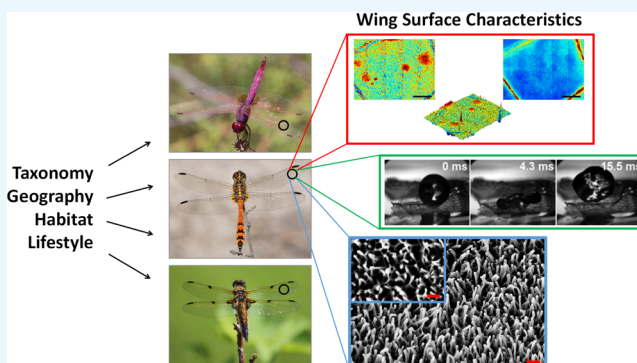 Wing Surface Characteristics
0 ms
4.3 ms
15.5 ms
Taxonomy
Geography
Habitat
Lifestyle